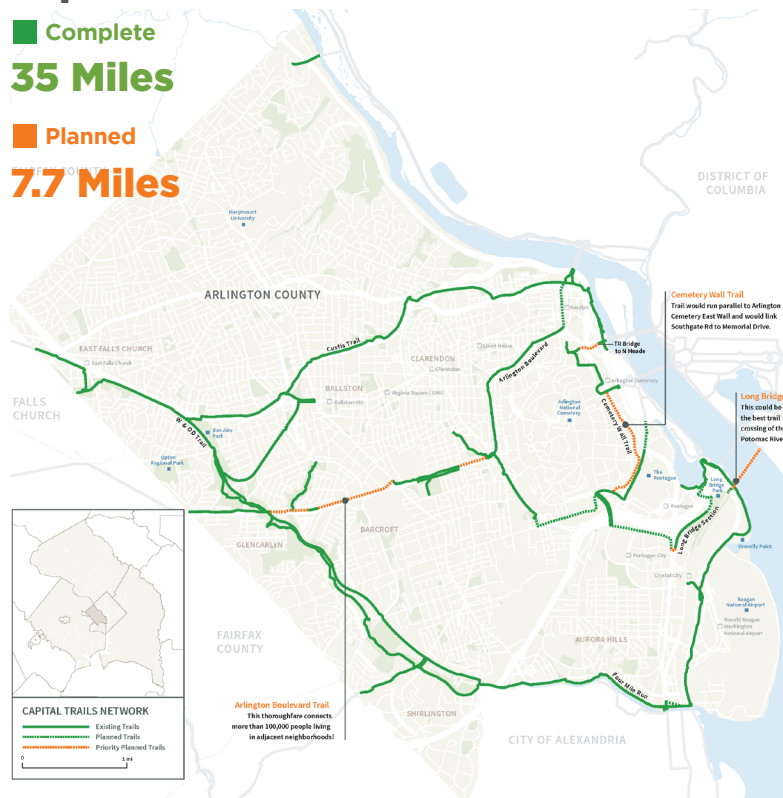 Complete
35 Miles
Planned
FAIRFAX COUNTY
7.7 Miles
DISTRICT OF
COLUMBIA
Marymount
University
ARLINGTON COUNTY
Cemetery Wall Trail
Trail would run parallel to Arlington
Cemetery East Wall and would link
Southgate Rd to Memorial Drive.
Rosslyn
TR Bridge
to N Meade
Custis Trail
Court House
EAST FALLS CHURCH
East Falls Church
CLARENDON
Clarendon
Arlington Boulevard
Arlington Cemetery
BALLSTON
Ballston-MU
Virginia Square / GMU
FALLS
CHURCH
Arlington
National
Cemetery
Cemetery Wall Trail
Long Bridge
This could be
the best trail
crossing of the
Potomac Rive
W & OD Trail
Bon Air
Park
Upton
Regional Park
The
Pentagon
Long
Bridge
Park
Pentagon
Long Bridge Section
BARCROFT
GLENCARLYN
Gravelly Point
Pentagon City
Crystal City
Reagan
National Airport
Ronald Reagan
Washington
National Airport
FAIRFAX
COUNTY
AURORA HILLS
Four Mile Run
Arlington Boulevard Trail
This thoroughfare connects
more than 100,000 people living
in adjacent neighborhoods!
SHIRLINGTON
CITY OF ALEXANDRIA
CAPITAL TRAILS NETWORK
Existing Trails
Planned Trails
Priority Planned Trails
0 1 mi